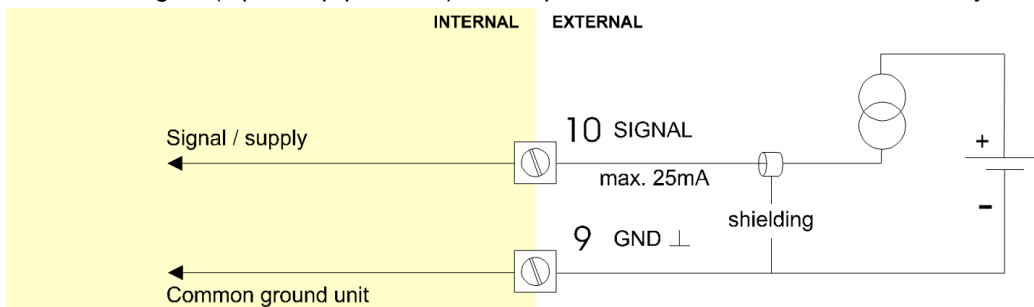 INTERNAL EXTERNAL
10 SIGNAL
Signal / supply
+
max. 25mA
shielding
-
9 GND ⊥
Common ground unit